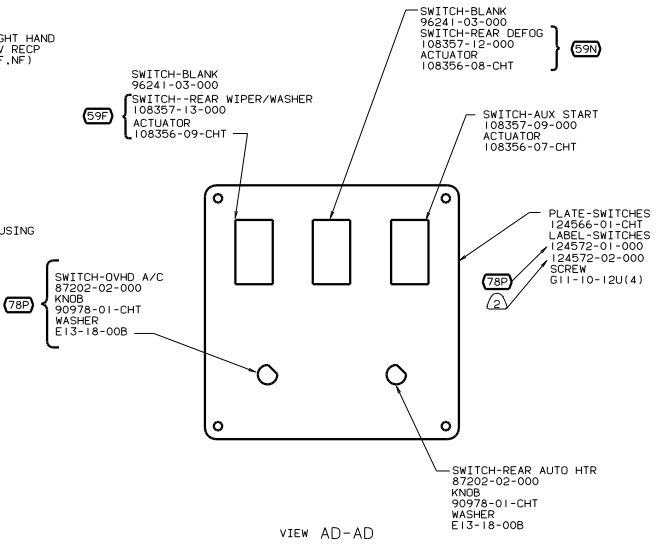 GHT HAND
V RECP
F,NF)
SWITCH-BLANK
96241-03-000
SWITCH-REAR DEFOG
108357-12-000
ACTUATOR
108356-08-CHT
59N
SWITCH-BLANK
96241-03-000
SWITCH--REAR WIPER/WASHER
108357-13-000
ACTUATOR
108356-09-CHT
59F
SWITCH-AUX START
108357-09-000
ACTUATOR
108356-07-CHT
USING
PLATE-SWITCHES
124566-01-CHT
LABEL-SWITCHES
124572-01-000
124572-02-000
SCREW
G11-10-12U(4)
78P
2
SWITCH-OVHD A/C
87202-02-000
KNOB
90978-01-CHT
WASHER
E13-18-00B
78P
SWITCH-REAR AUTO HTR
87202-02-000
KNOB
90978-01-CHT
WASHER
E13-18-00B
VIEW AD-AD